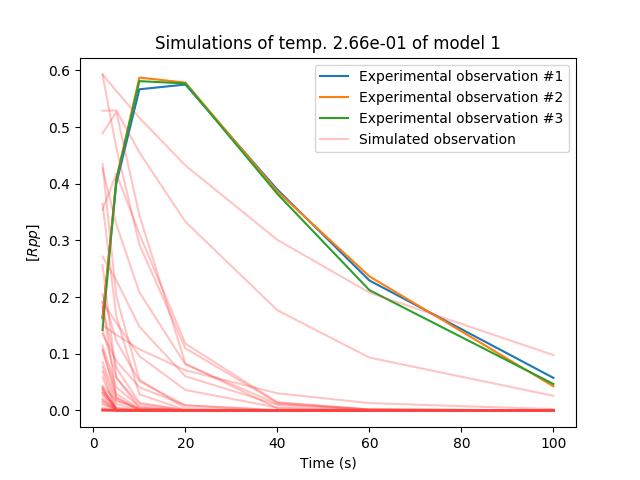 Simulations of temp. 2.66e-01 of model 1
Experimental observation #1
Experimental observation #2
Experimental observation #3
Simulated observation
[Rpp]
0.6
0.5
0.4
0.3
0.2
0.1
0.0
0 20 40 60 80 100
Time (s)